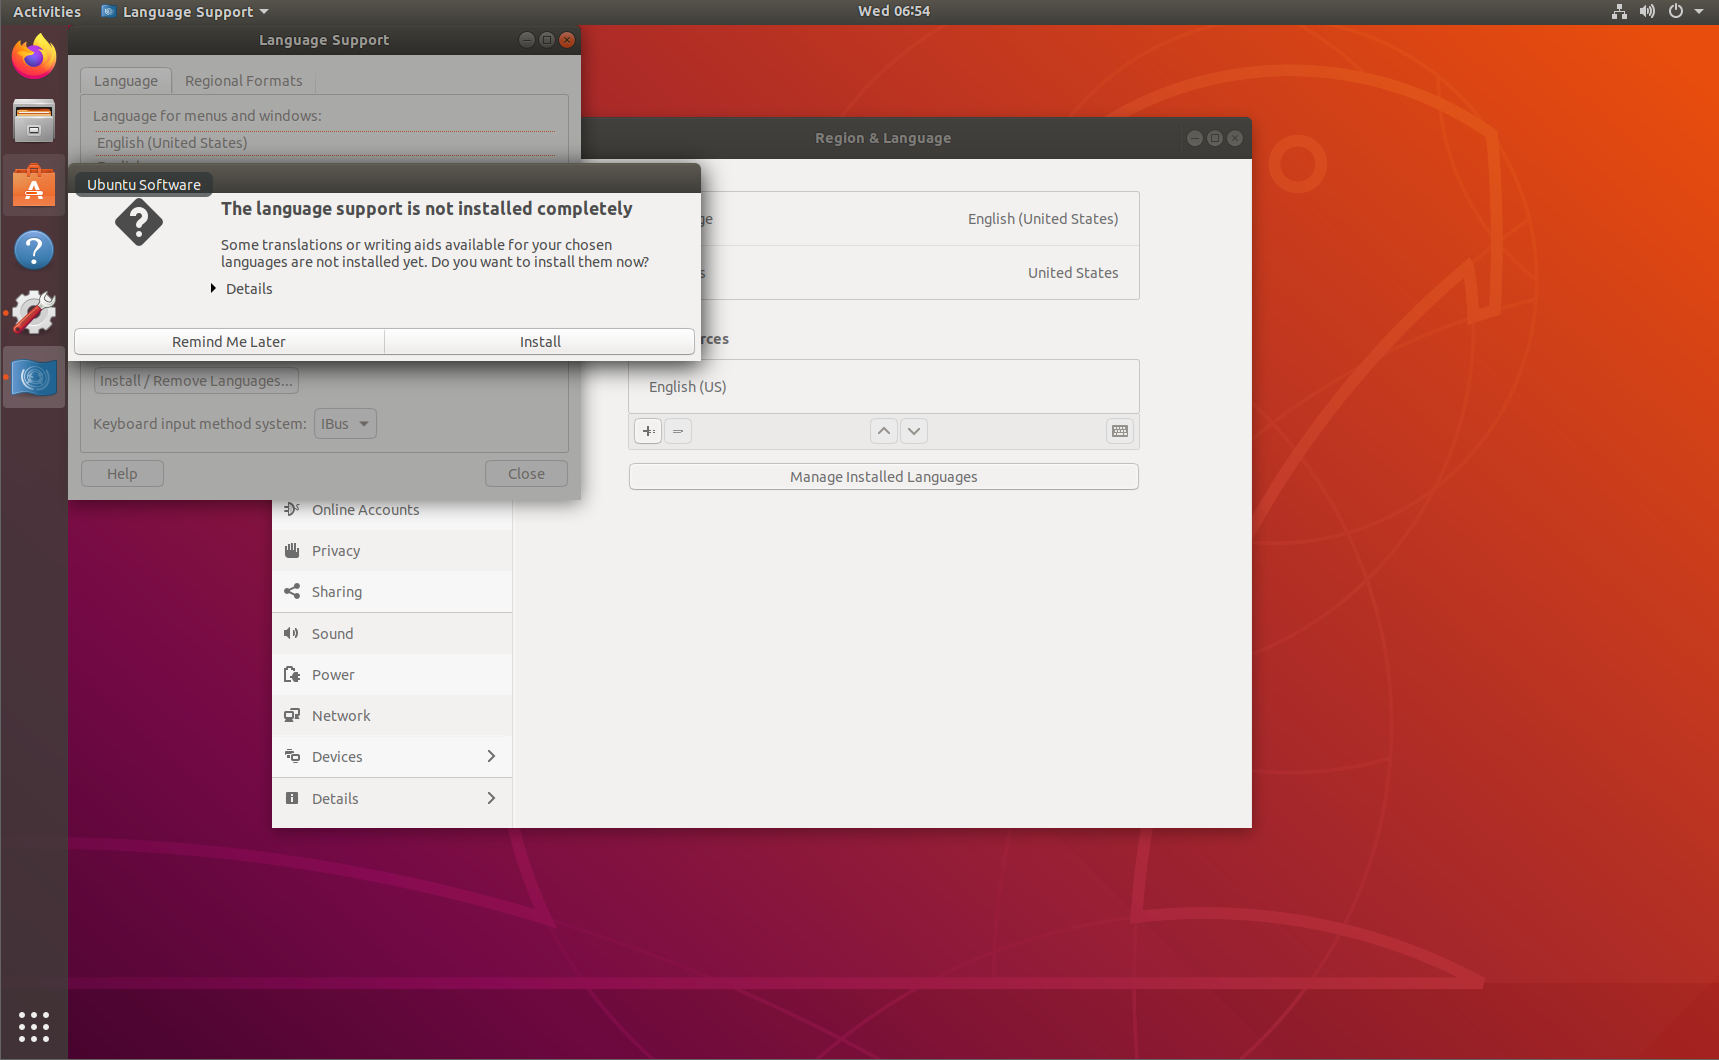 Activities
Language Support
Wed 06:54
Language Support
Language
Regional Formats
Language for menus and windows:
English (United States)
Ubuntu Software
The language support is not installed completely
Some translations or writing aids available for your chosen
languages are not installed yet. Do you want to install them now?
Details
Remind Me Later
Install
Install / Remove Languages...
Keyboard input method system:
IBus
Help
Close
Region & Language
ge
English (United States)
s
United States
rces
English (US)
Manage Installed Languages
Online Accounts
Privacy
Sharing
Sound
Power
Network
Devices
Details